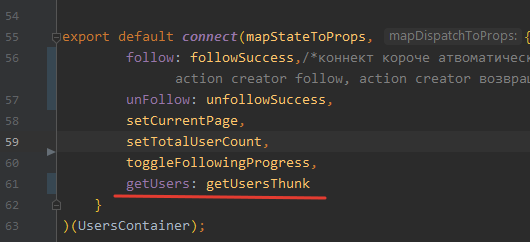 54
55 export default connect(mapStateToProps, mapDispatchToProps: {
56 follow: followSuccess,/*коннект короче атвоматическ
action creator follow, action creator возвращ
57 unFollow: unfollowSuccess,
58 setCurrentPage,
59 setTotalUserCount,
60 toggleFollowingProgress,
61 getUsers: getUsersThunk
62 }
63 )(UsersContainer);